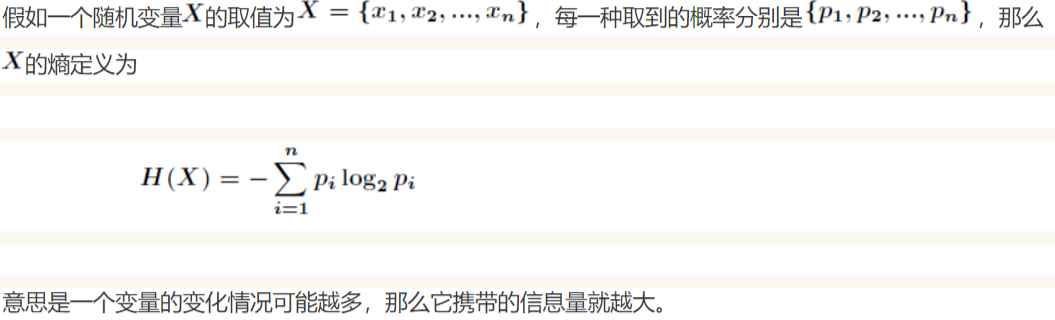 假如一个随机变量X的取值为X = {x₁, x₂, ..., xₙ}，每一种取到的概率分别是{p₁, p₂, ..., pₙ}，那么
X的熵定义为
H(X) = −∑ᵢ₌₁ⁿ pᵢ log₂ pᵢ
意思是一个变量的变化情况可能越多，那么它携带的信息量就越大。